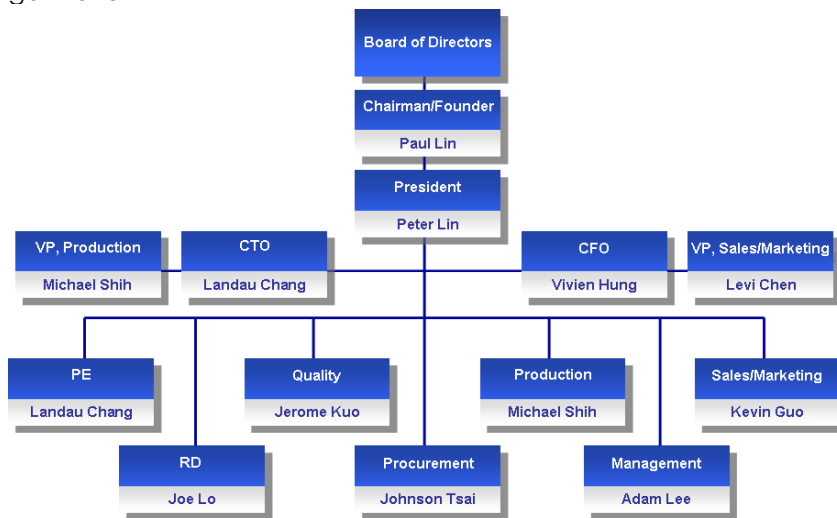 Board of Directors
Chairman/Founder
Paul Lin
President
Peter Lin
VP, Production
Michael Shih
CTO
Landau Chang
CFO
Vivien Hung
VP, Sales/Marketing
Levi Chen
PE
Landau Chang
Quality
Jerome Kuo
Production
Michael Shih
Sales/Marketing
Kevin Guo
RD
Joe Lo
Procurement
Johnson Tsai
Management
Adam Lee